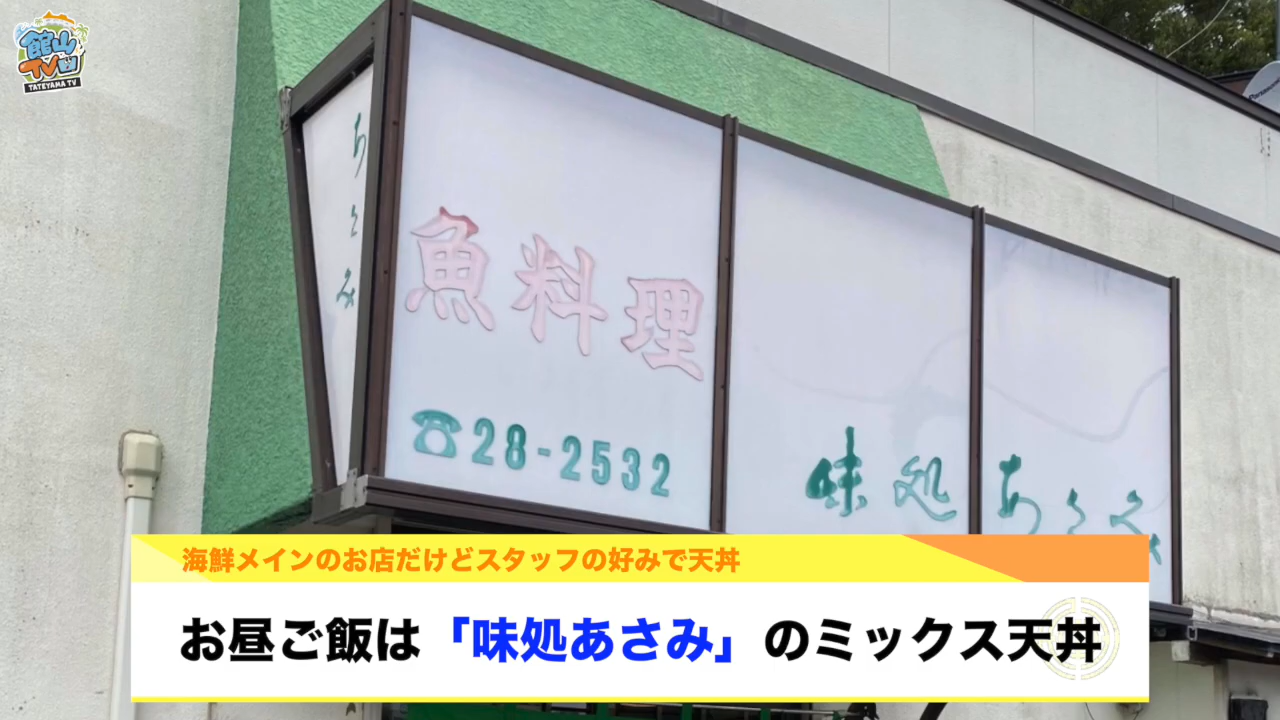 館山
TV
TATEYAMA TV
Panasonic
あさみ
魚料理
☎28-2532
味処 あさみ
海鮮メインのお店だけどスタッフの好みで天丼
お昼ご飯は「味処あさみ」のミックス天丼